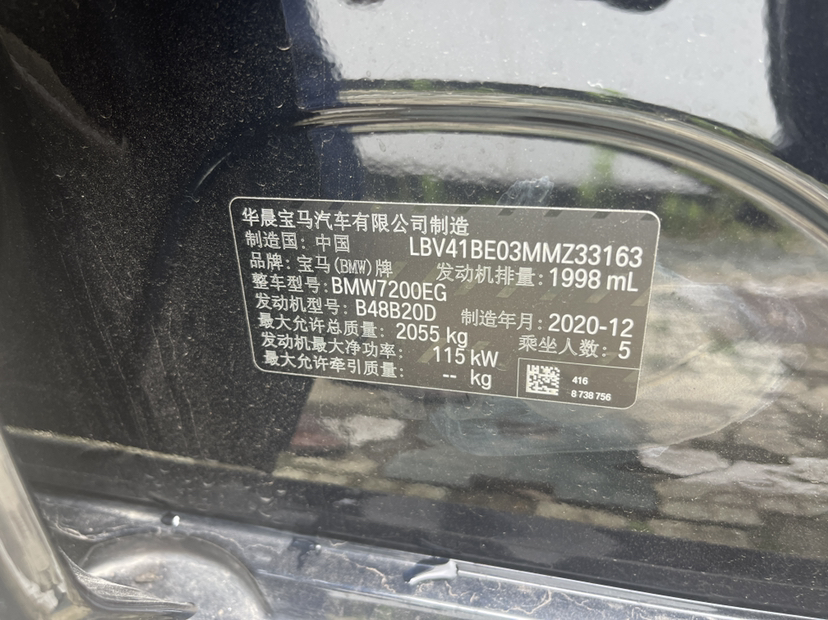 华晨宝马汽车有限公司制造
制造国: 中国 LBV41BE03MMZ33163
品牌: 宝马(BMW)牌 发动机排量: 1998 mL
整车型号: BMW7200EG
发动机型号: B48B20D 制造年月: 2020-12
最大允许总质量: 2055 kg 乘坐人数: 5
发动机最大净功率: 115 kW
最大允许牵引质量: -- kg
416
8 738 756